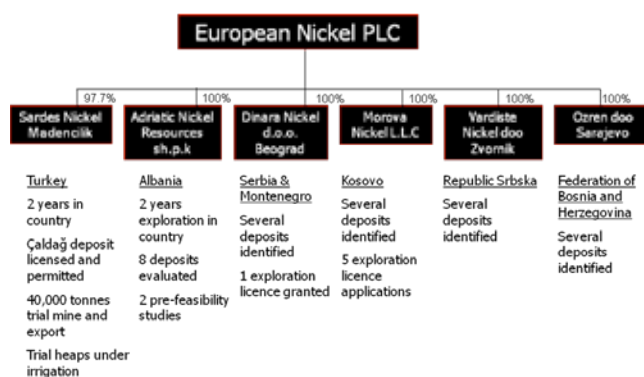 European Nickel PLC
97.7%
100%
100%
100%
100%
100%
Sardes Nickel
Madencilik
Adriatic Nickel
Resources
sh.p.k
Dinara Nickel
d.o.o.
Beograd
Morova
Nickel L.L.C
Vardiste
Nickel doo
Zvornik
Ozren doo
Sarajevo
Turkey
2 years in
country
Çaldağ deposit
licensed and
permitted
40,000 tonnes
trial mine and
export
Trial heaps under
irrigation
Albania
2 years
exploration in
country
8 deposits
evaluated
2 pre-feasibility
studies
Serbia &
Montenegro
Several
deposits
identified
1 exploration
licence granted
Kosovo
Several
deposits
identified
5 exploration
licence
applications
Republic Srbska
Several
deposits
identified
Federation of
Bosnia and
Herzegovina
Several
deposits
identified